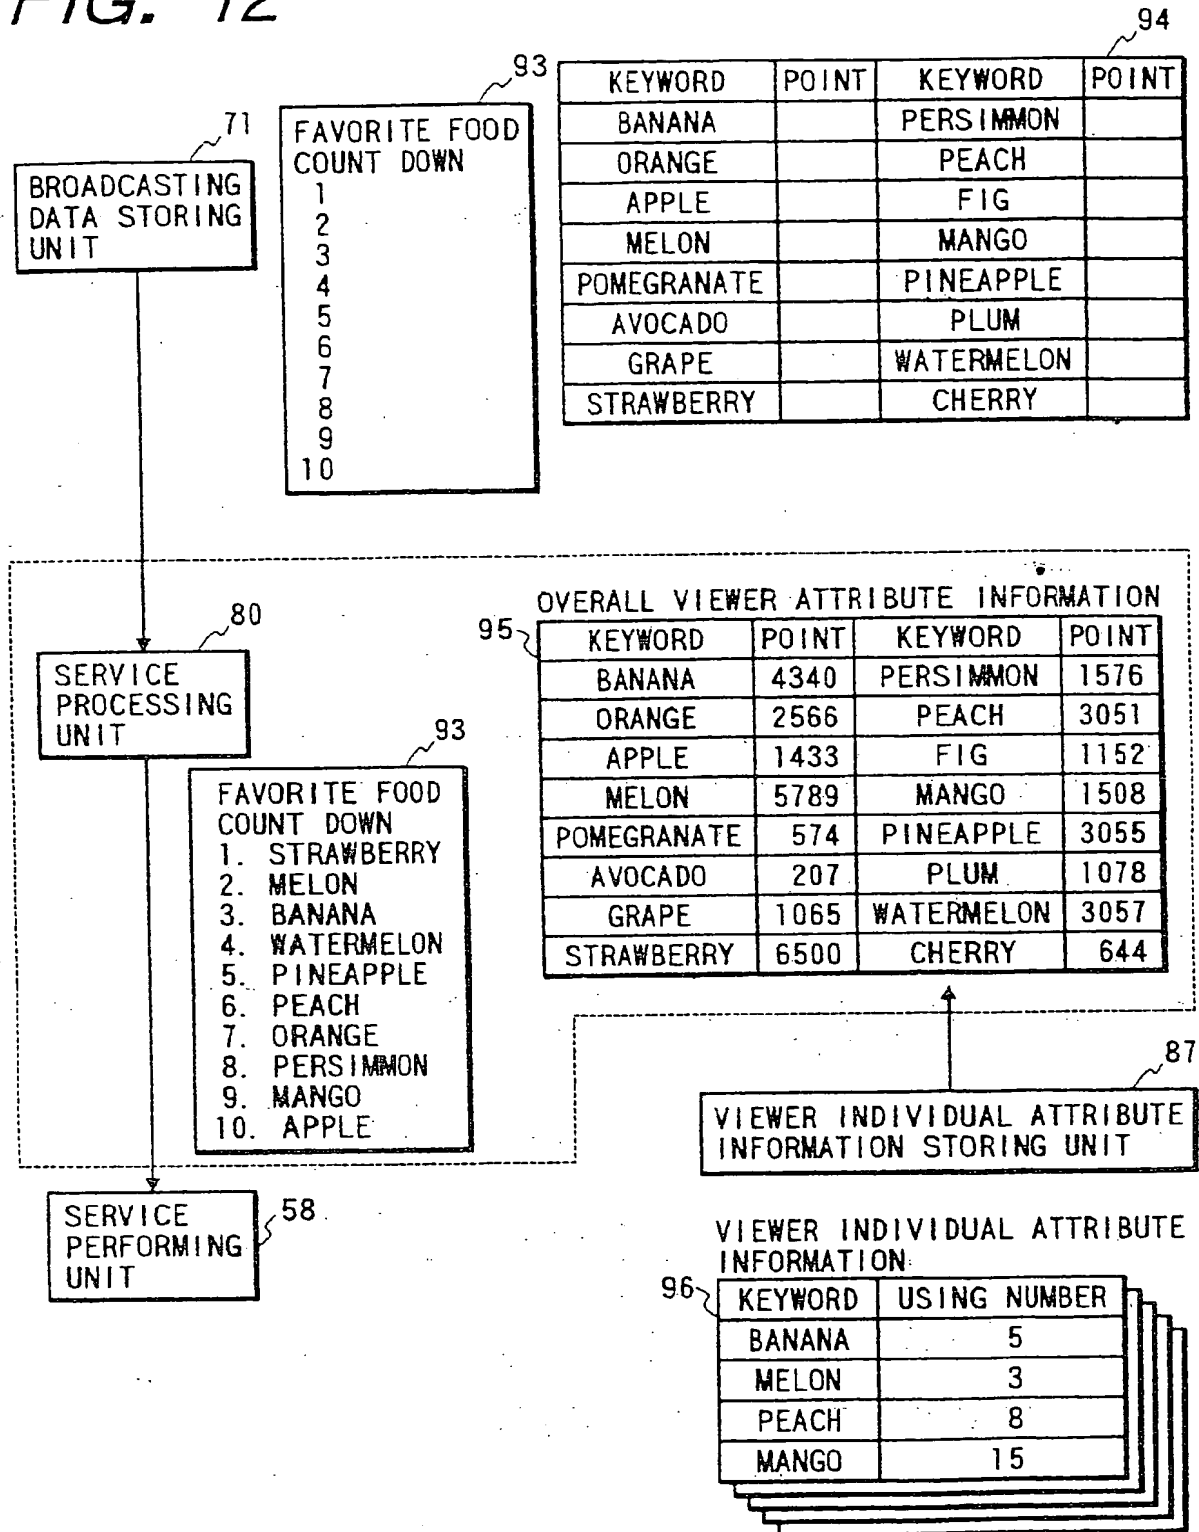 FIG. 12
94
93
KEYWORD POINT KEYWORD POINT
BANANA PERSIMMON
ORANGE PEACH
APPLE FIG
MELON MANGO
POMEGRANATE PINEAPPLE
AVOCADO PLUM
GRAPE WATERMELON
STRAWBERRY CHERRY
FAVORITE FOOD
COUNT DOWN
1
2
3
4
5
6
7
8
9
10
71
BROADCASTING
DATA STORING
UNIT
80
SERVICE
PROCESSING
UNIT
93
FAVORITE FOOD
COUNT DOWN
1. STRAWBERRY
2. MELON
3. BANANA
4. WATERMELON
5. PINEAPPLE
6. PEACH
7. ORANGE
8. PERSIMMON
9. MANGO
10. APPLE
OVERALL VIEWER ATTRIBUTE INFORMATION
95
KEYWORD POINT KEYWORD POINT
BANANA 4340 PERSIMMON 1576
ORANGE 2566 PEACH 3051
APPLE 1433 FIG 1152
MELON 5789 MANGO 1508
POMEGRANATE 574 PINEAPPLE 3055
AVOCADO 207 PLUM 1078
GRAPE 1065 WATERMELON 3057
STRAWBERRY 6500 CHERRY 644
87
VIEWER INDIVIDUAL ATTRIBUTE
INFORMATION STORING UNIT
SERVICE
PERFORMING
UNIT
58
VIEWER INDIVIDUAL ATTRIBUTE
INFORMATION
96
KEYWORD USING NUMBER
BANANA 5
MELON 3
PEACH 8
MANGO 15